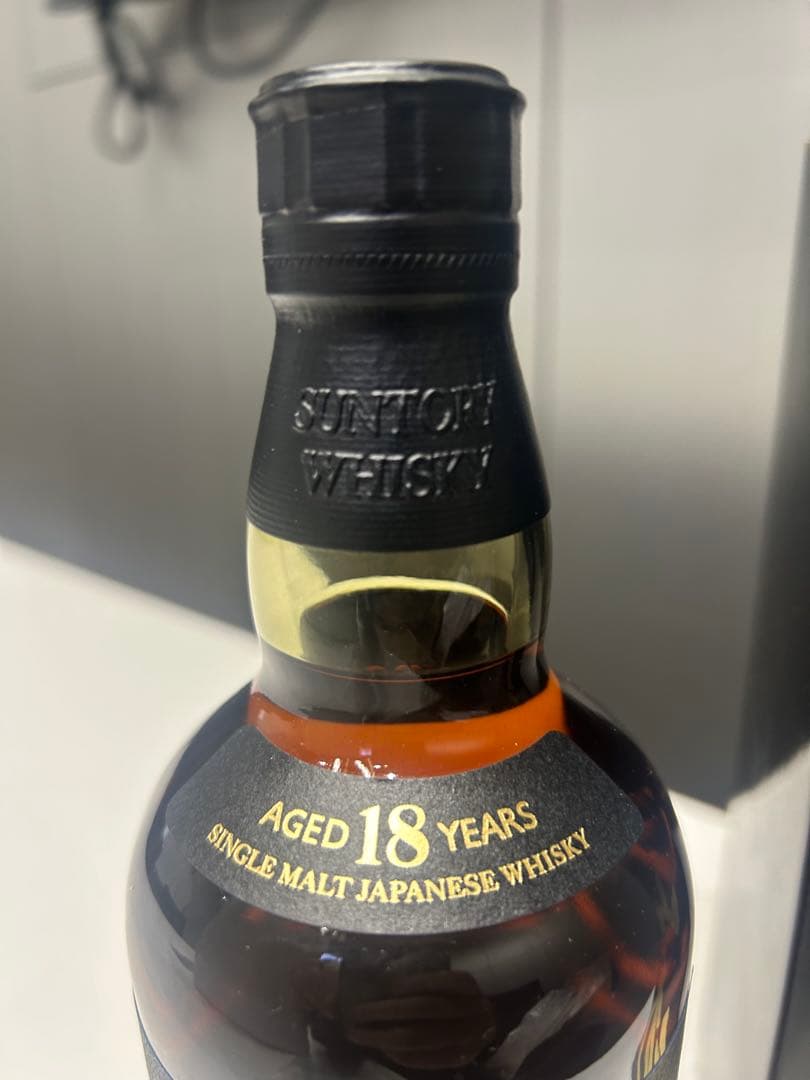 SUNTORY
WHISKY
AGED 18 YEARS
SINGLE MALT JAPANESE WHISKY